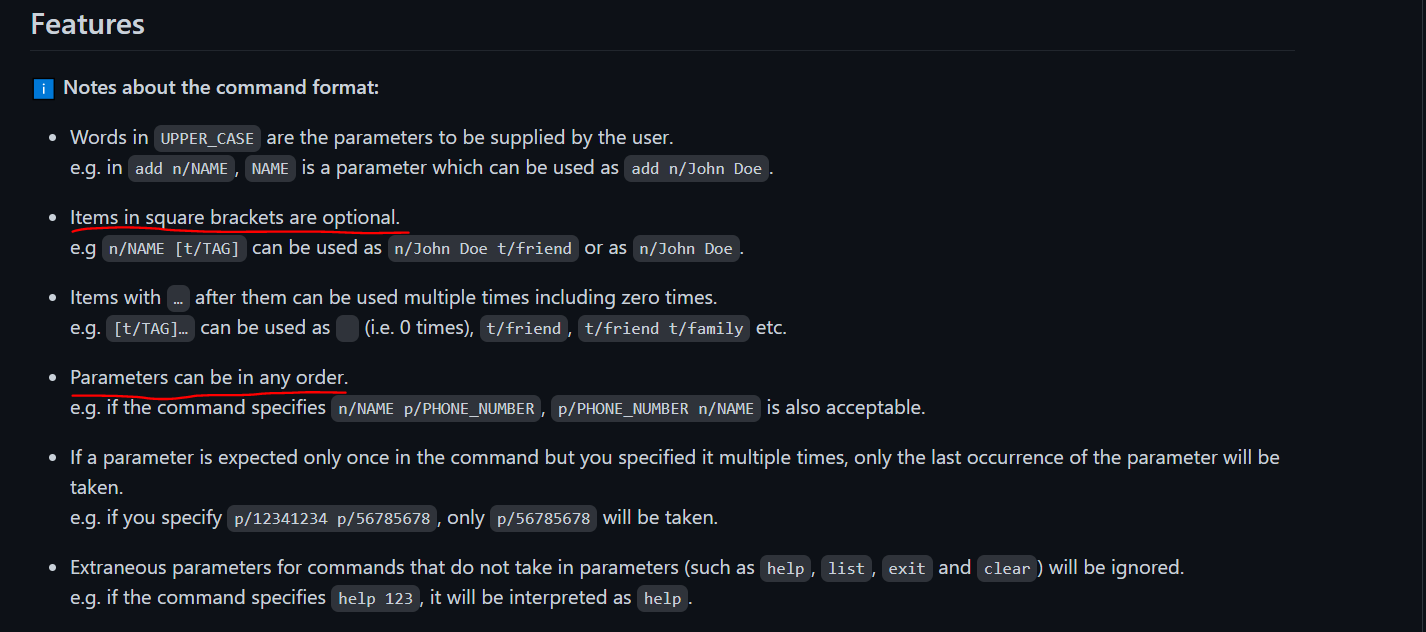 Features
i Notes about the command format:
• Words in UPPER_CASE are the parameters to be supplied by the user.
e.g. in add n/NAME, NAME is a parameter which can be used as add n/John Doe.
• Items in square brackets are optional.
e.g n/NAME [t/TAG] can be used as n/John Doe t/friend or as n/John Doe.
• Items with … after them can be used multiple times including zero times.
e.g. [t/TAG]… can be used as   (i.e. 0 times), t/friend, t/friend t/family etc.
• Parameters can be in any order.
e.g. if the command specifies n/NAME p/PHONE_NUMBER, p/PHONE_NUMBER n/NAME is also acceptable.
• If a parameter is expected only once in the command but you specified it multiple times, only the last occurrence of the parameter will be
taken.
e.g. if you specify p/12341234 p/56785678, only p/56785678 will be taken.
• Extraneous parameters for commands that do not take in parameters (such as help, list, exit and clear) will be ignored.
e.g. if the command specifies help 123, it will be interpreted as help.